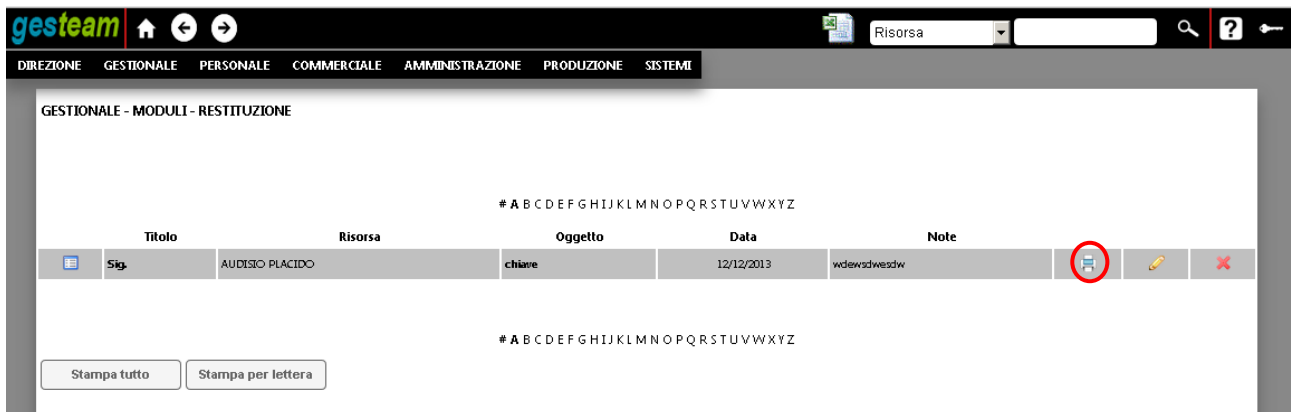 gesteam Risorsa ?
DIREZIONE GESTIONALE PERSONALE COMMERCIALE AMMINISTRAZIONE PRODUZIONE SISTEMI
GESTIONALE - MODULI - RESTITUZIONE
# A B C D E F G H I J K L M N O P Q R S T U V W X Y Z
Titolo Risorsa Oggetto Data Note
Sig. AUDISIO PLACIDO chiave 12/12/2013 wdewsdwesdw
# A B C D E F G H I J K L M N O P Q R S T U V W X Y Z
Stampa tutto Stampa per lettera